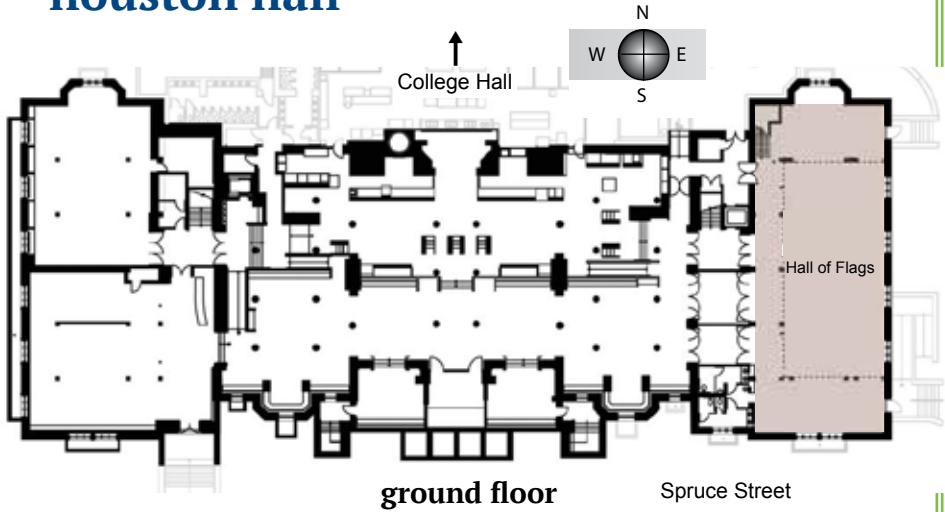 houston hall
N
W E
S
College Hall
Hall of Flags
ground floor
Spruce Street